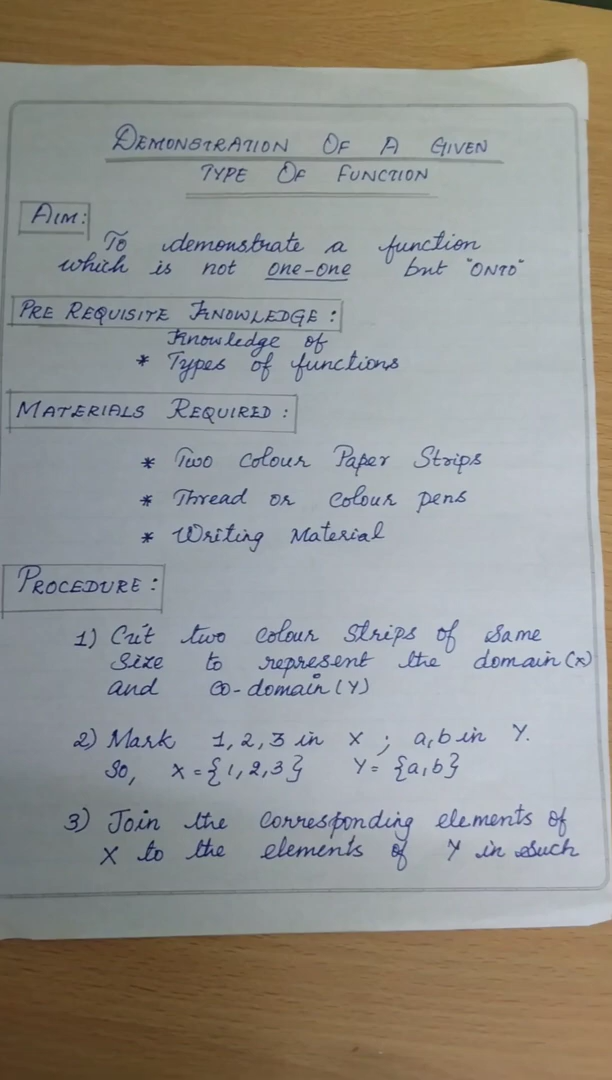 DEMONSTRATION OF A GIVEN
TYPE OF FUNCTION
AIM:
To demonstrate a function
which is not one-one but "ONTO"
PRE REQUISITE KNOWLEDGE:
Knowledge of
* Types of functions
MATERIALS REQUIRED:
* Two Colour Paper Strips
* Thread or colour pens
* Writing Material
PROCEDURE:
1) Cut two colour strips of same
size to represent the domain (x)
and co-domain (Y)
2) Mark 1, 2, 3 in X ; a, b in Y.
So, X = {1, 2, 3} Y = {a, b}
3) Join the corresponding elements of
X to the elements of Y in such